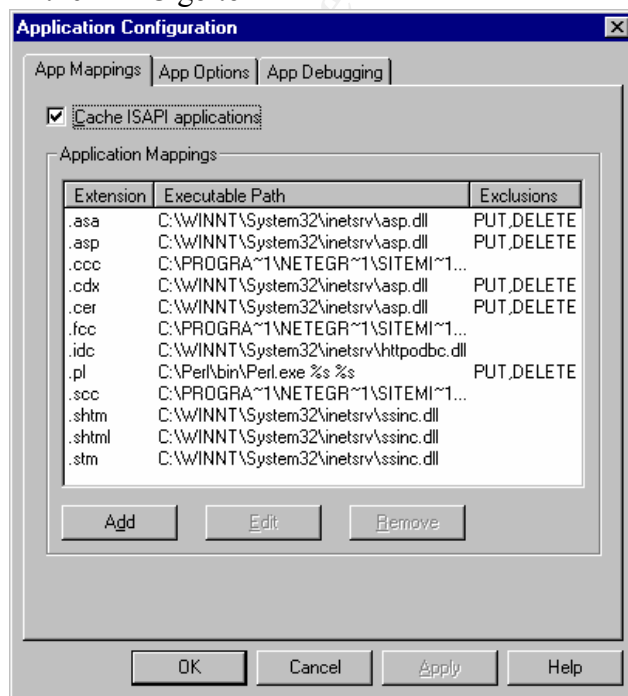 Application Configuration
App Mappings App Options App Debugging
Cache ISAPI applications
Application Mappings
Extension Executable Path Exclusions
.asa C:\WINNT\System32\inetsrv\asp.dll PUT,DELETE
.asp C:\WINNT\System32\inetsrv\asp.dll PUT,DELETE
.ccc C:\PROGRA~1\NETEGR~1\SITEMI~1...
.cdx C:\WINNT\System32\inetsrv\asp.dll PUT,DELETE
.cer C:\WINNT\System32\inetsrv\asp.dll PUT,DELETE
.fcc C:\PROGRA~1\NETEGR~1\SITEMI~1...
.idc C:\WINNT\System32\inetsrv\httpodbc.dll
.pl C:\Perl\bin\Perl.exe %s %s PUT,DELETE
.scc C:\PROGRA~1\NETEGR~1\SITEMI~1...
.shtm C:\WINNT\System32\inetsrv\ssinc.dll
.shtml C:\WINNT\System32\inetsrv\ssinc.dll
.stm C:\WINNT\System32\inetsrv\ssinc.dll
Add Edit Remove
OK Cancel Apply Help